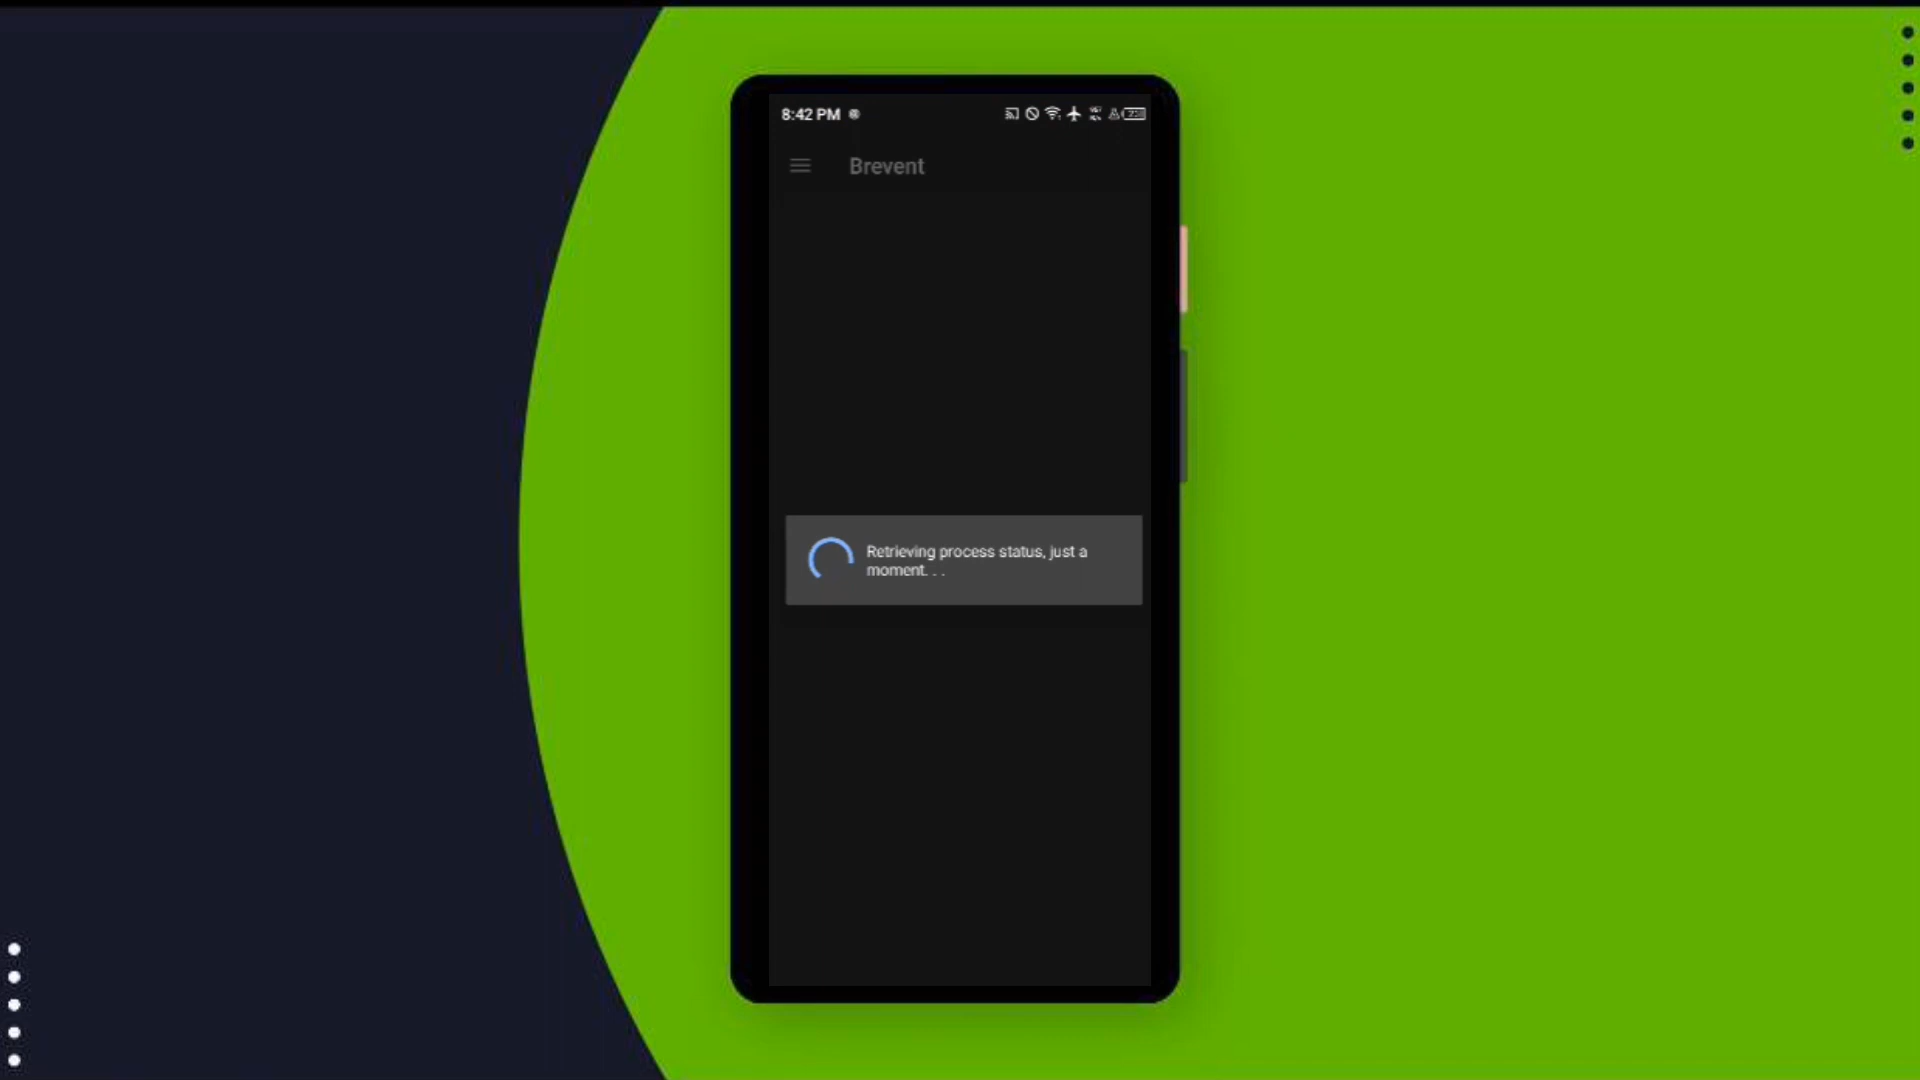 8:42 PM
Brevent
Retrieving process status, just a
moment. . .